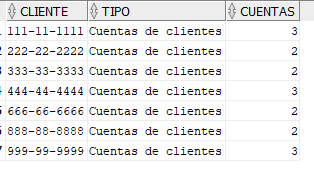 CLIENTE TIPO CUENTAS
111-11-1111 Cuentas de clientes 3
222-22-2222 Cuentas de clientes 2
333-33-3333 Cuentas de clientes 2
444-44-4444 Cuentas de clientes 3
666-66-6666 Cuentas de clientes 2
888-88-8888 Cuentas de clientes 2
999-99-9999 Cuentas de clientes 3